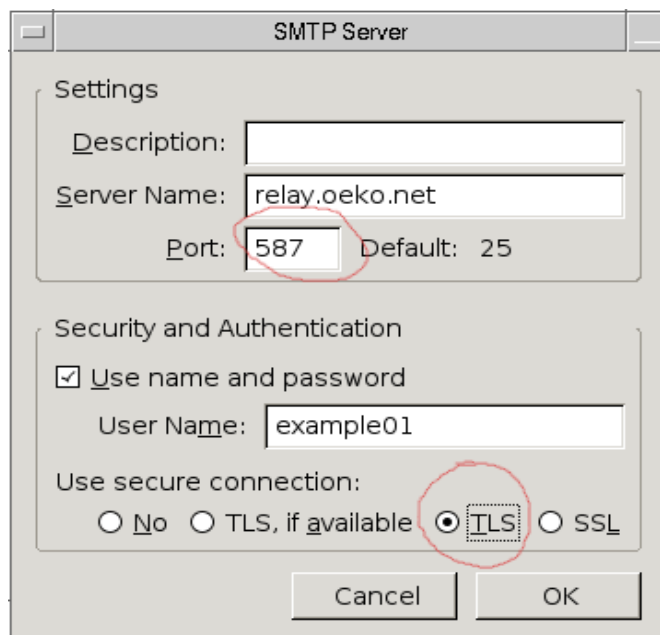 SMTP Server
Settings
Description:
Server Name: relay.oeko.net
Port: 587 Default: 25
Security and Authentication
Use name and password
User Name: example01
Use secure connection:
No TLS, if available TLS SSL
Cancel OK